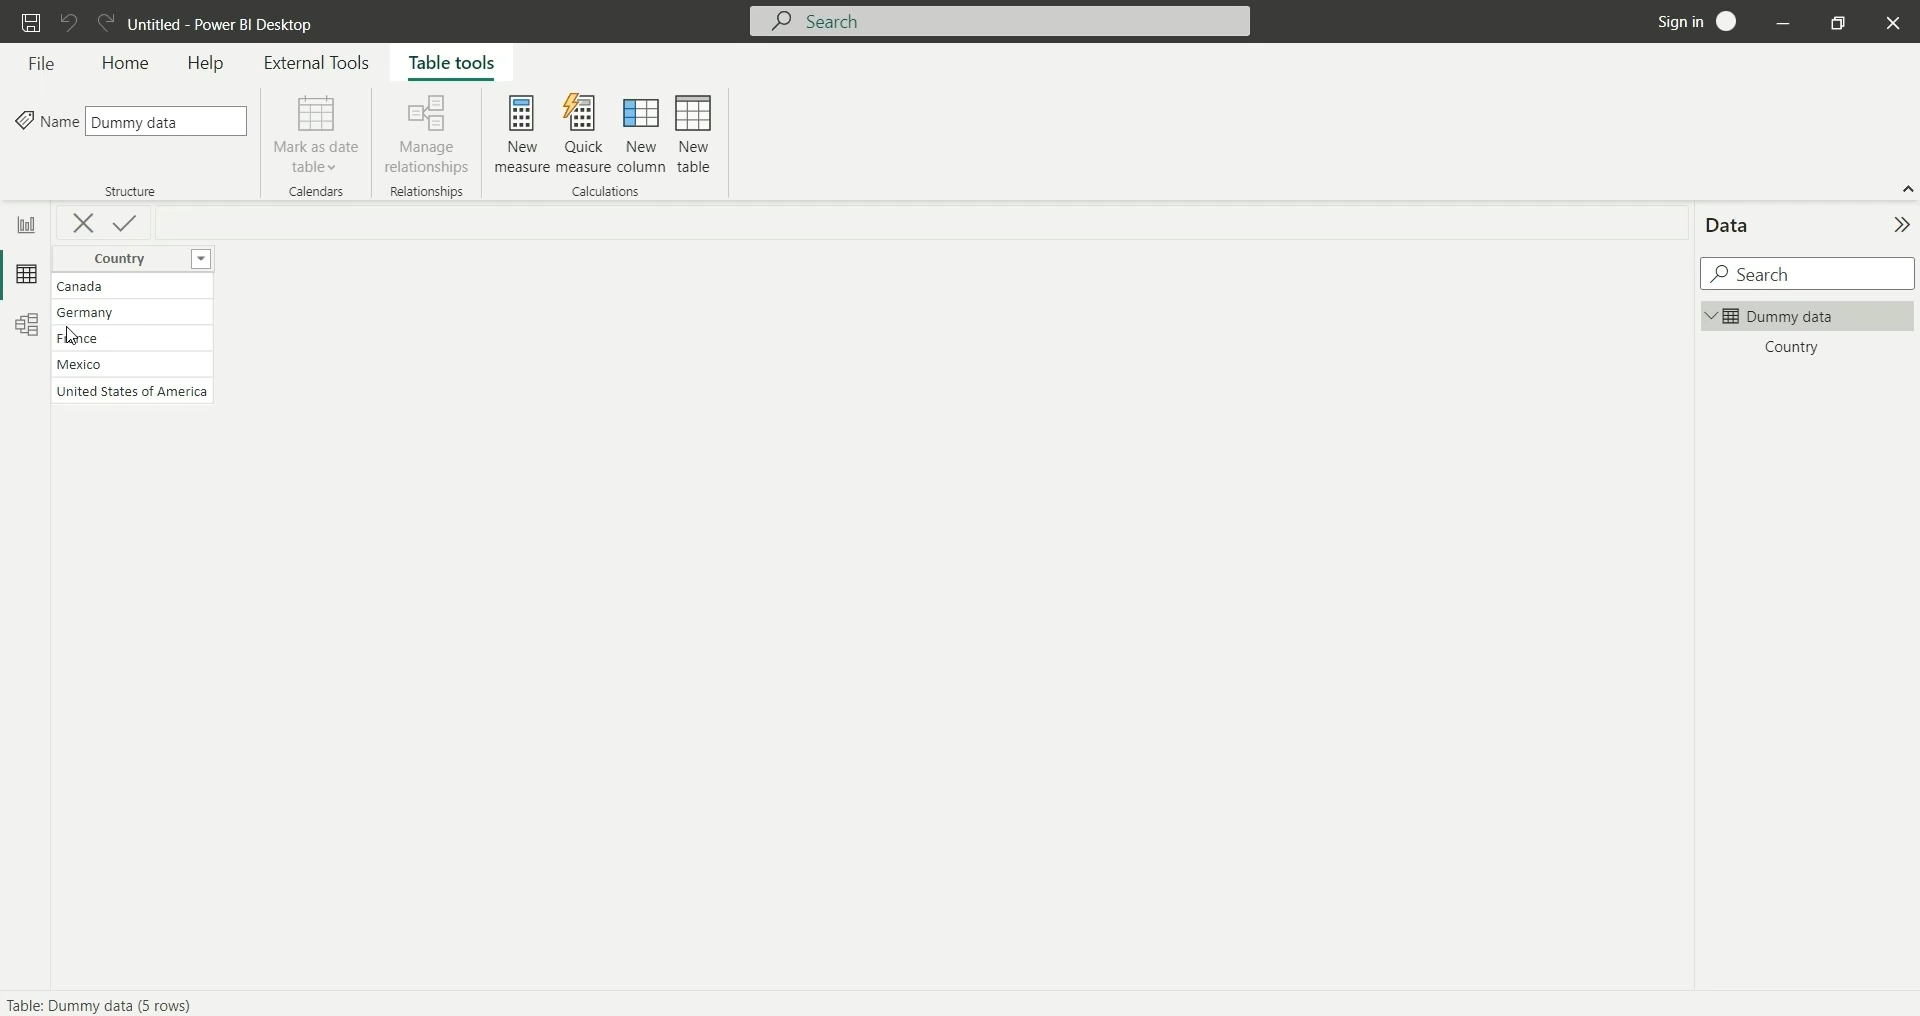 Untitled - Power BI Desktop
Search
Sign in
File
Home
Help
External Tools
Table tools
Name
Dummy data
Structure
Mark as date
table
Calendars
Manage
relationships
Relationships
New
measure
Quick
measure
New
column
New
table
Calculations
Data
Search
Dummy data
Country
Country
Canada
Germany
Mexico
United States of America
Table: Dummy data (5 rows)